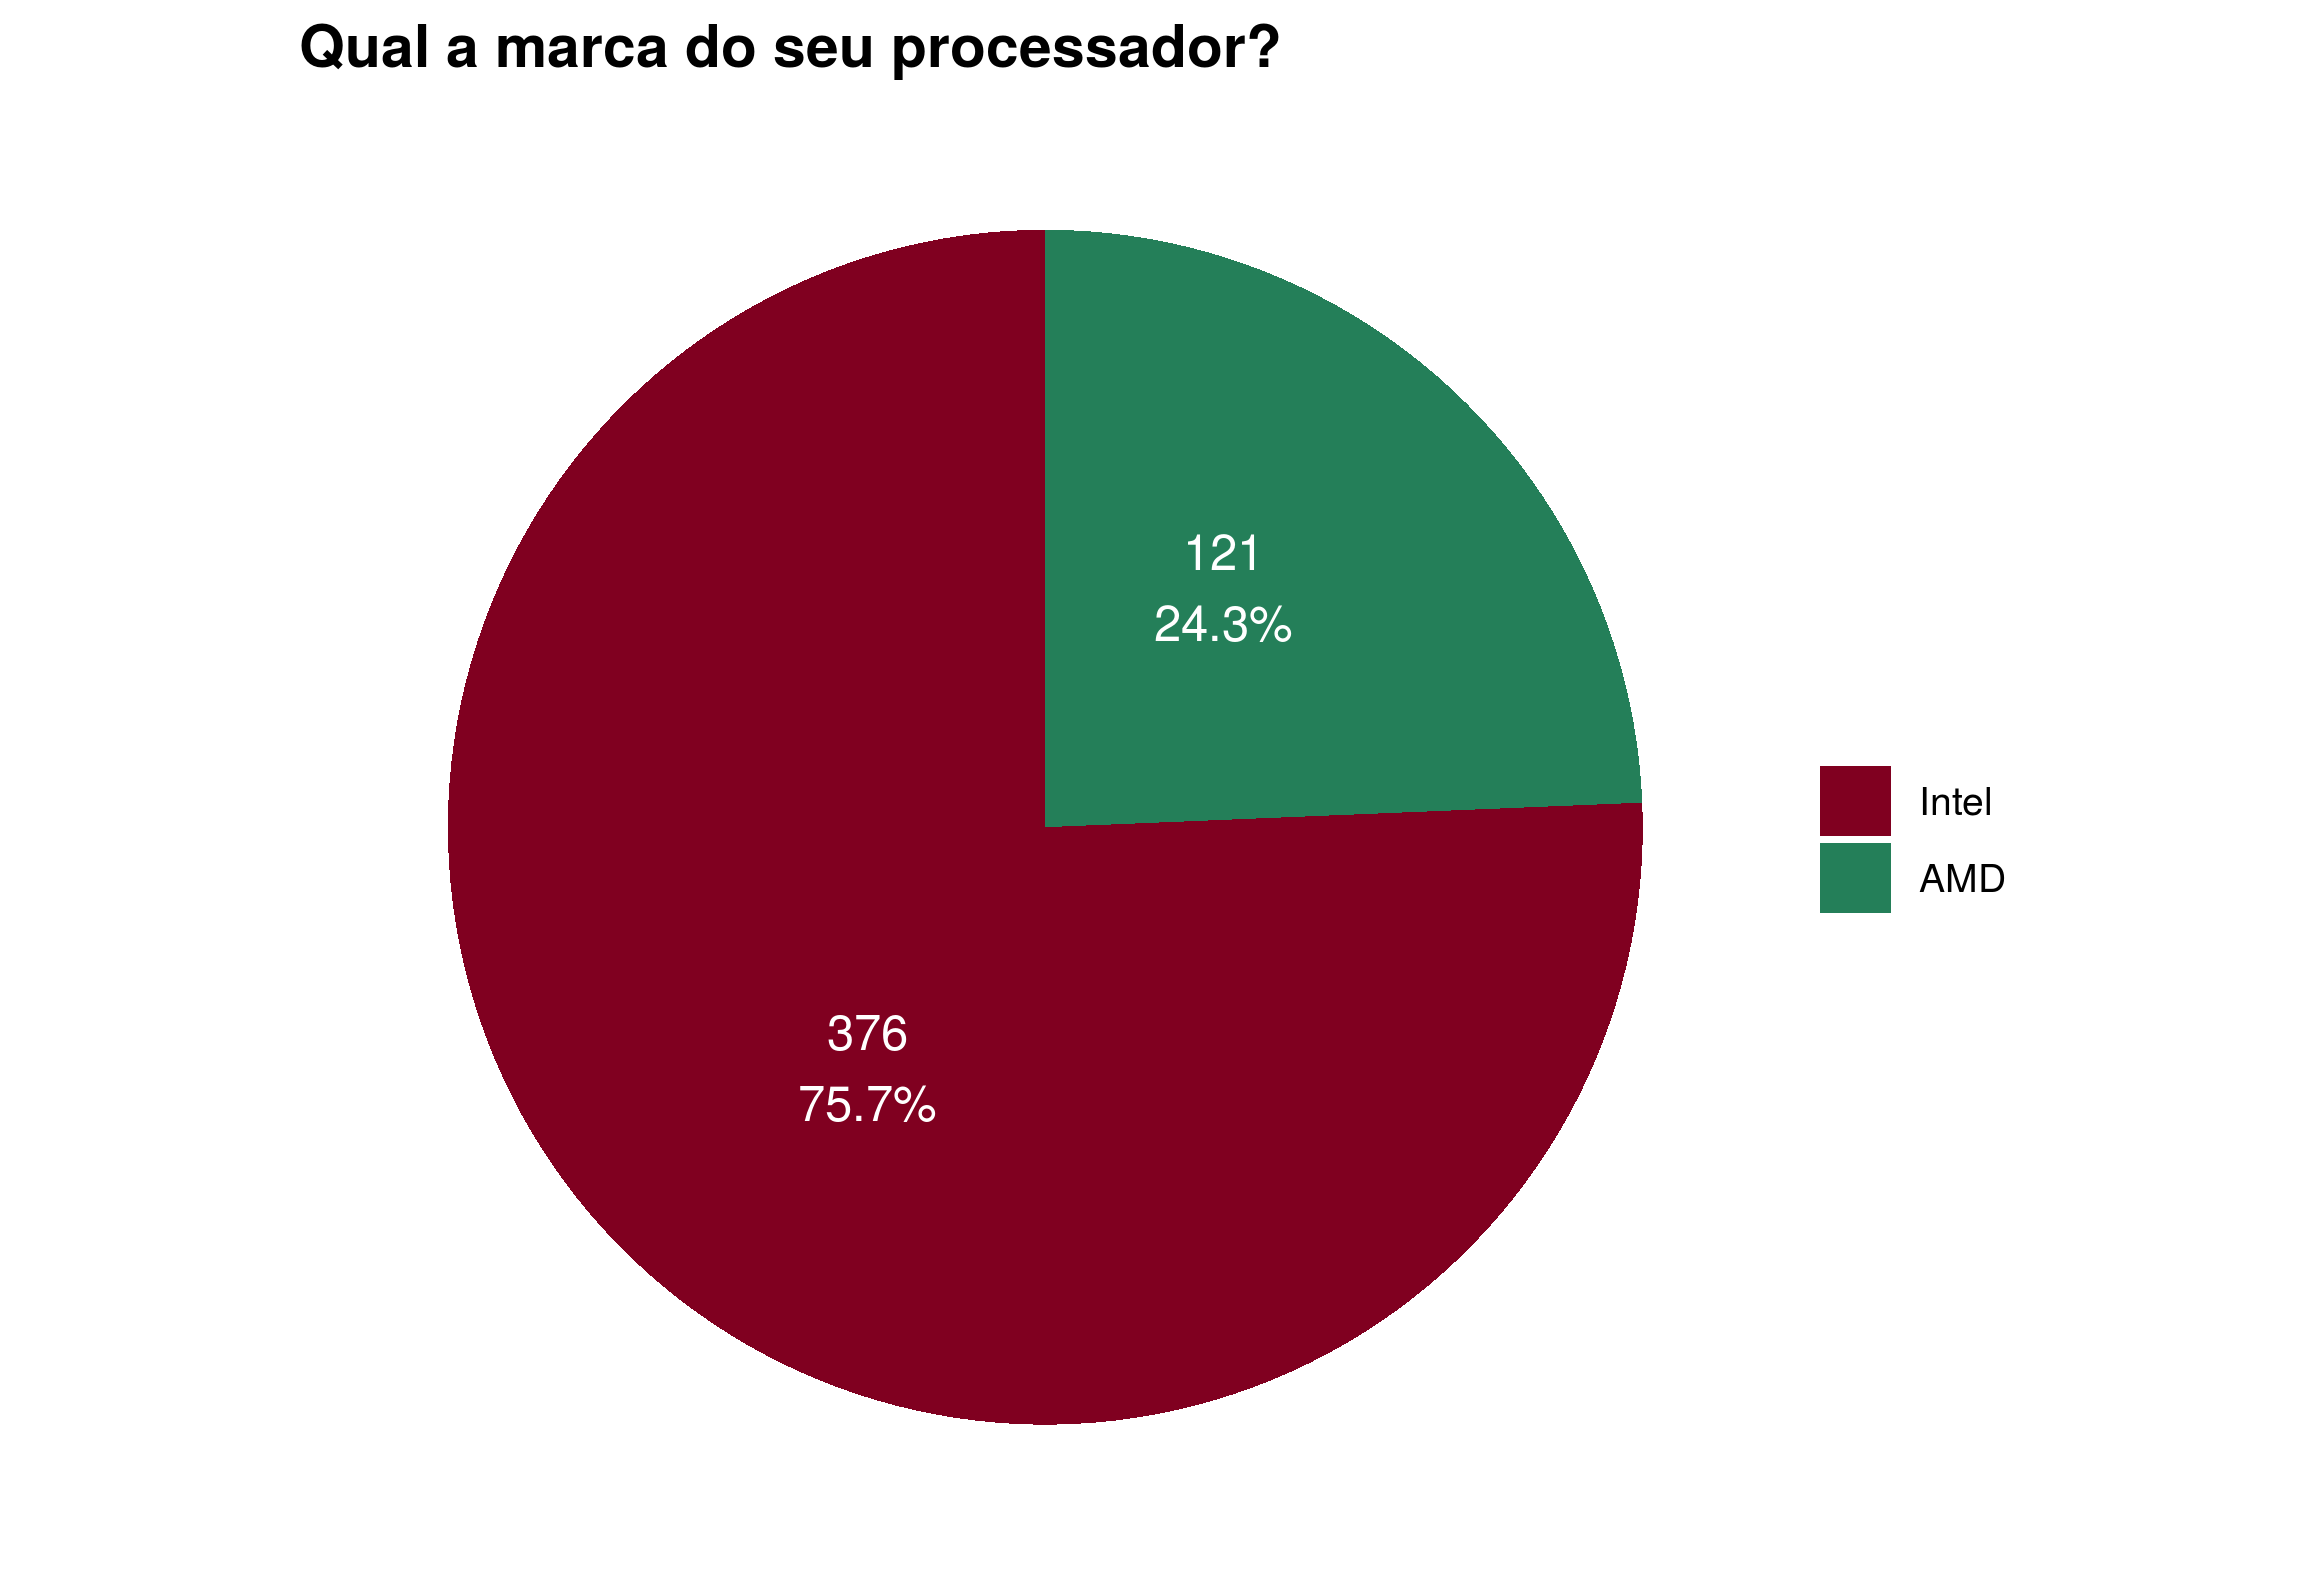 Qual a marca do seu processador?
121
24.3%
376
75.7%
Intel
AMD